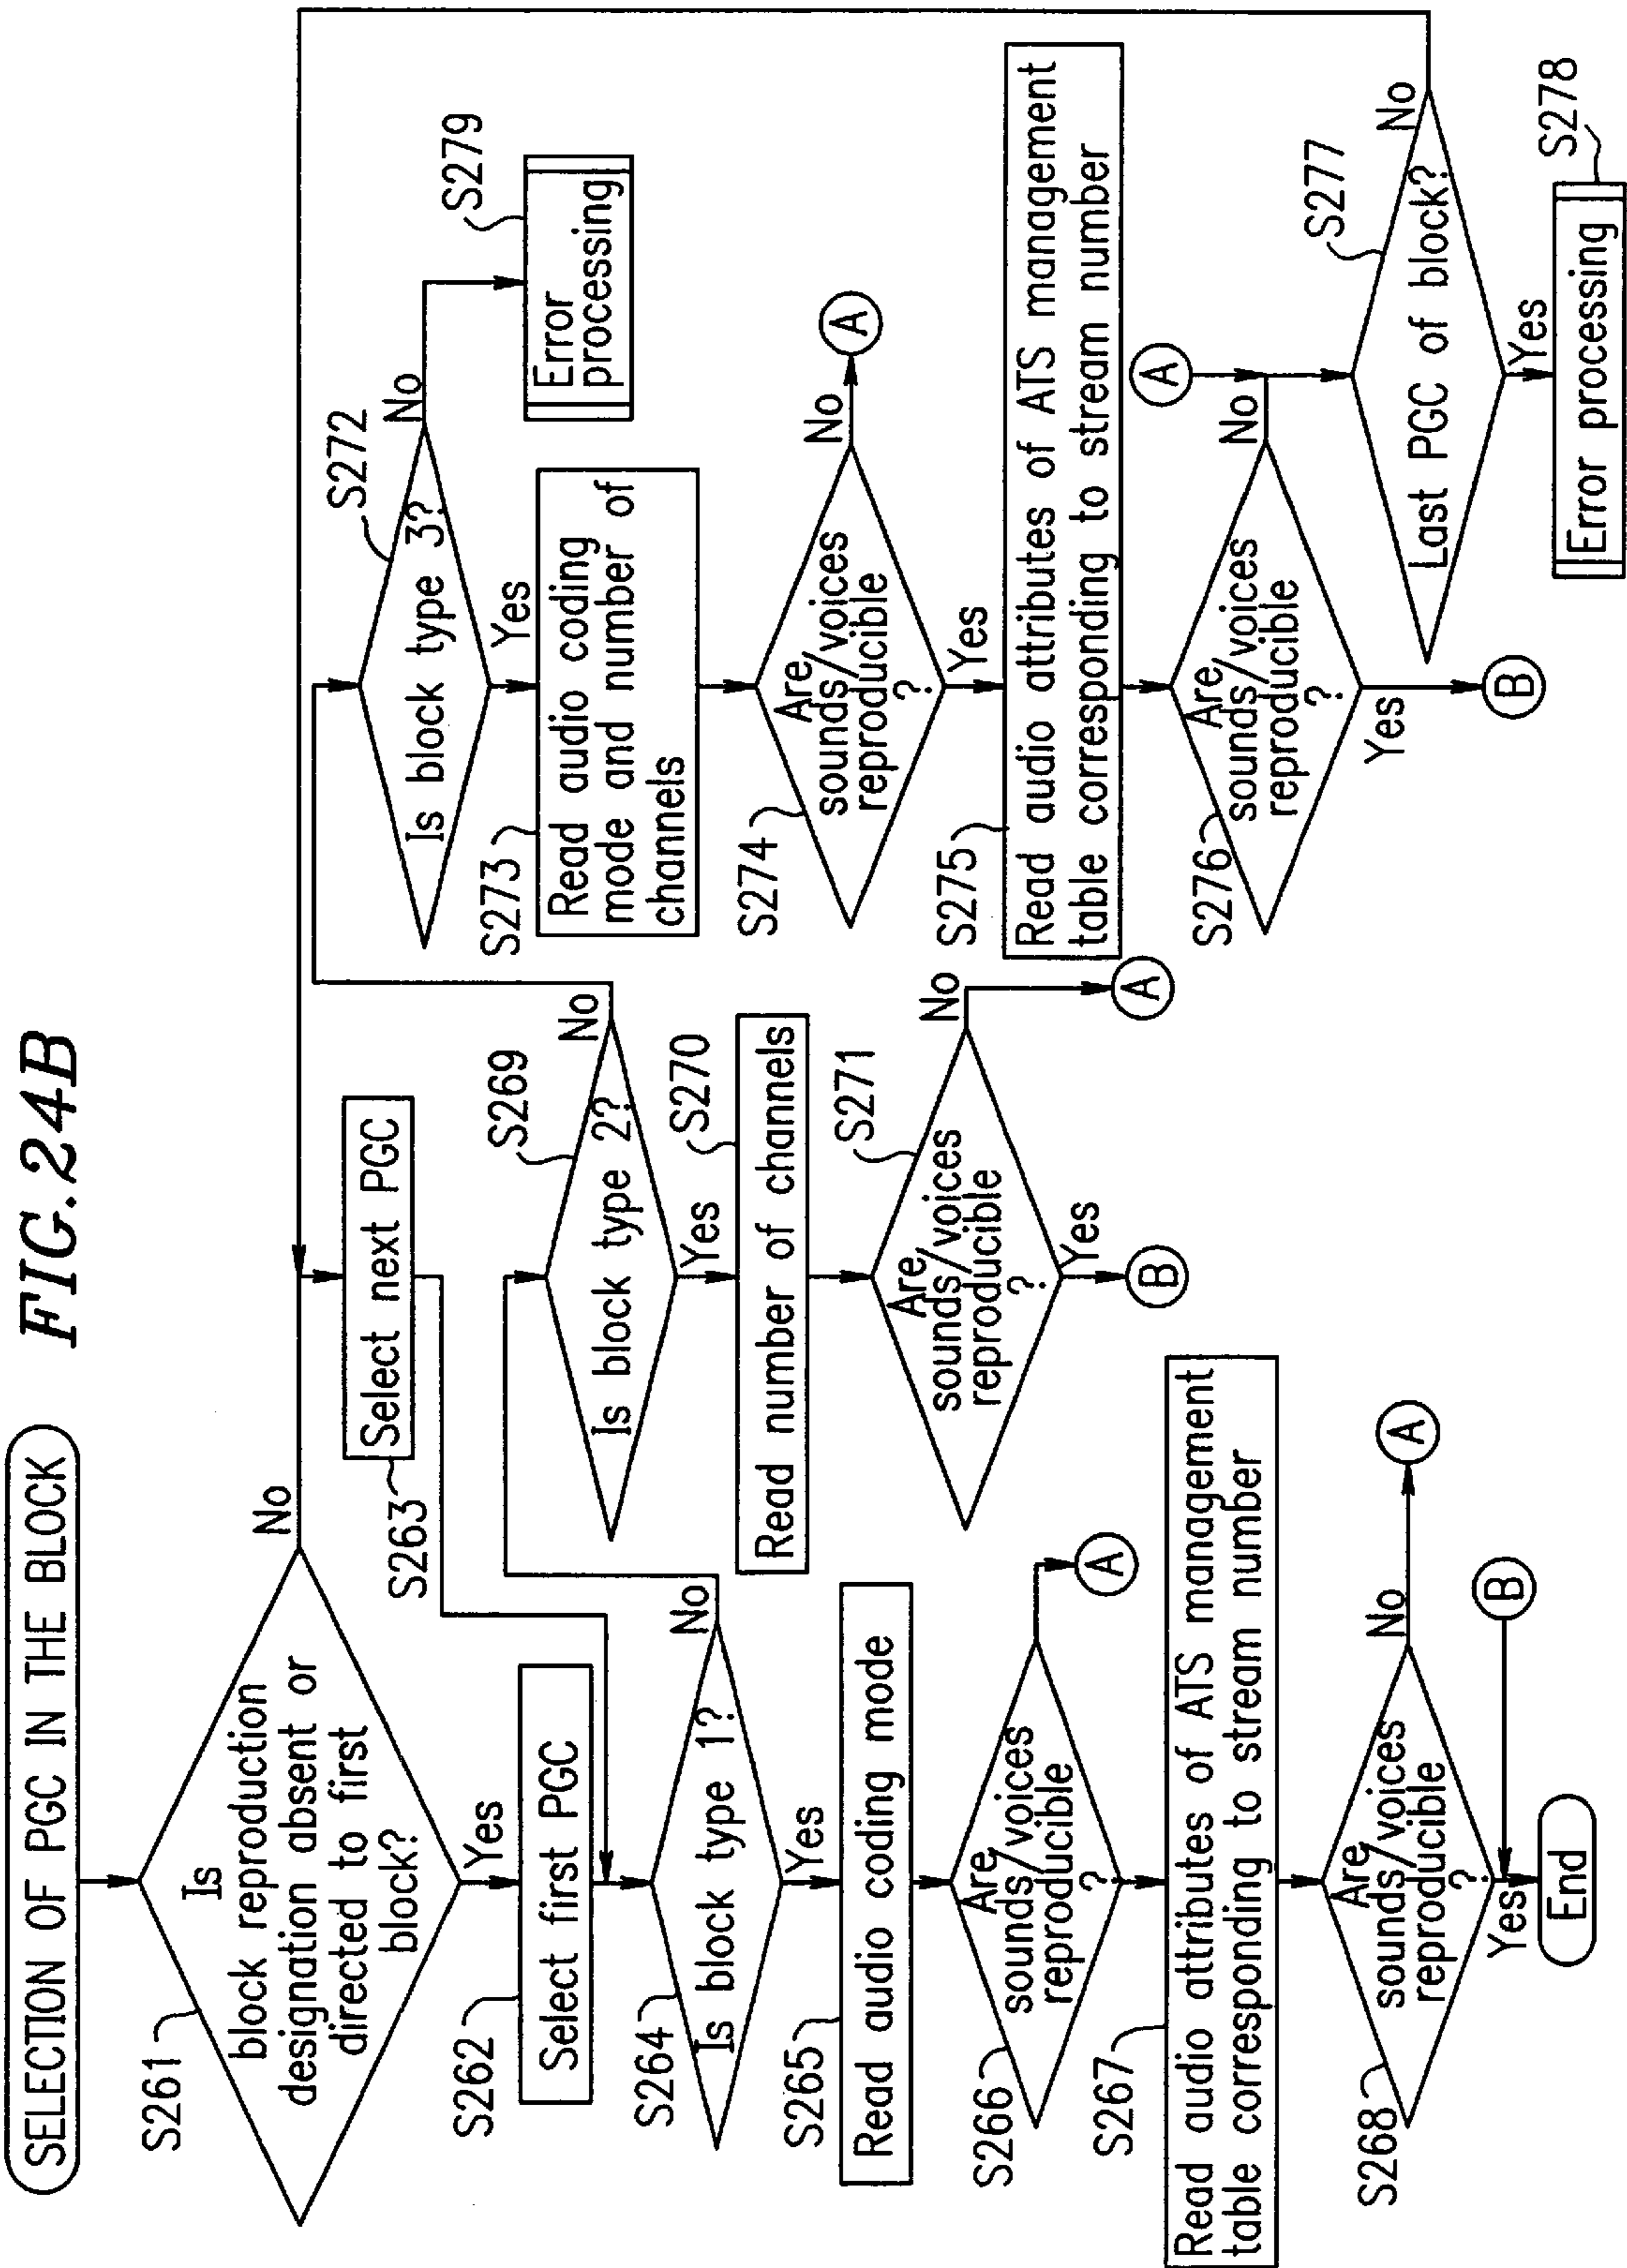 FIG.24B
SELECTION OF PGC IN THE BLOCK
S261
Is
block reproduction
designation absent or
directed to first
block?
No
Yes
S262
Select first PGC
S263
Select next PGC
S264
Is block type 1?
No
Yes
S265
Read audio coding mode
S266
Are
sounds/voices
reproducible
?
A
S267
Read audio attributes of ATS management
table corresponding to stream number
S268
Are
sounds/voices
reproducible
?
No
A
Yes
B
End
S269
Is block type 2?
No
Yes
S270
Read number of channels
S271
Are
sounds/voices
reproducible
?
No
A
Yes
B
S272
Is block type 3?
No
S279
Error
processing
Yes
S273
Read audio coding
mode and number of
channels
S274
Are
sounds/voices
reproducible
?
No
A
Yes
S275
Read audio attributes of ATS management
table corresponding to stream number
S276
Are
sounds/voices
reproducible
?
No
A
Yes
B
S277
Last PGC of block?
No
Yes
S278
Error processing